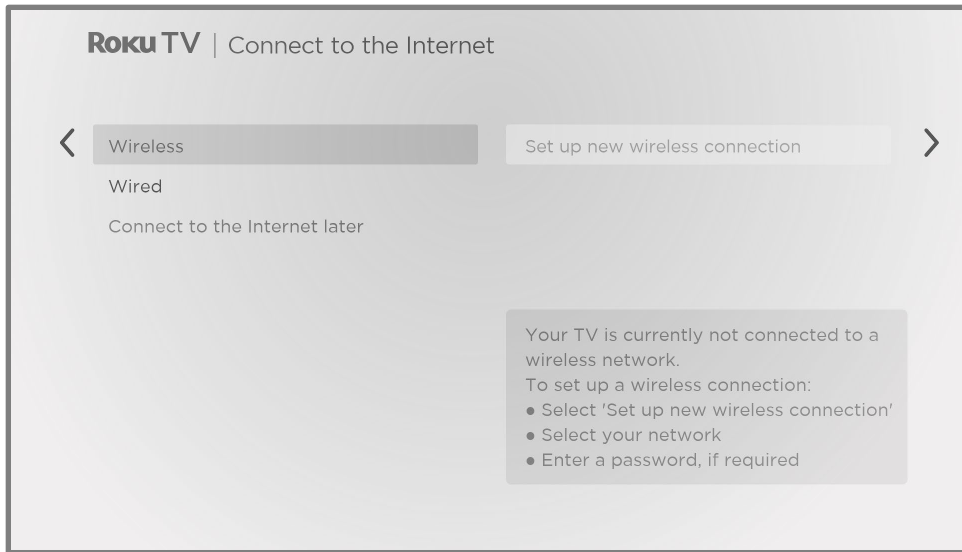 Roku TV | Connect to the Internet
Wireless
Set up new wireless connection
Wired
Connect to the Internet later
Your TV is currently not connected to a
wireless network.
To set up a wireless connection:
● Select 'Set up new wireless connection'
● Select your network
● Enter a password, if required